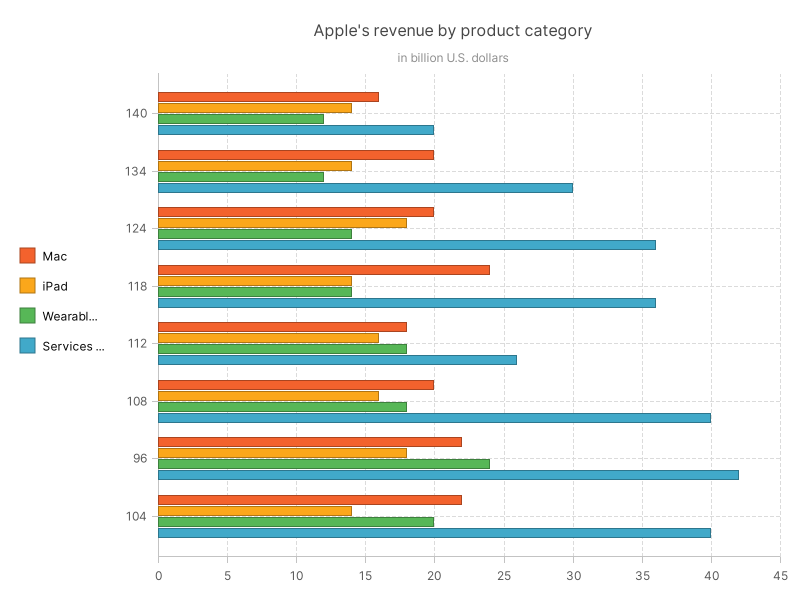 Apple's revenue by product category
in billion U.S. dollars
140
134
124
118
112
108
96
104
Mac
iPad
Wearabl...
Services ...
0 5 10 15 20 25 30 35 40 45